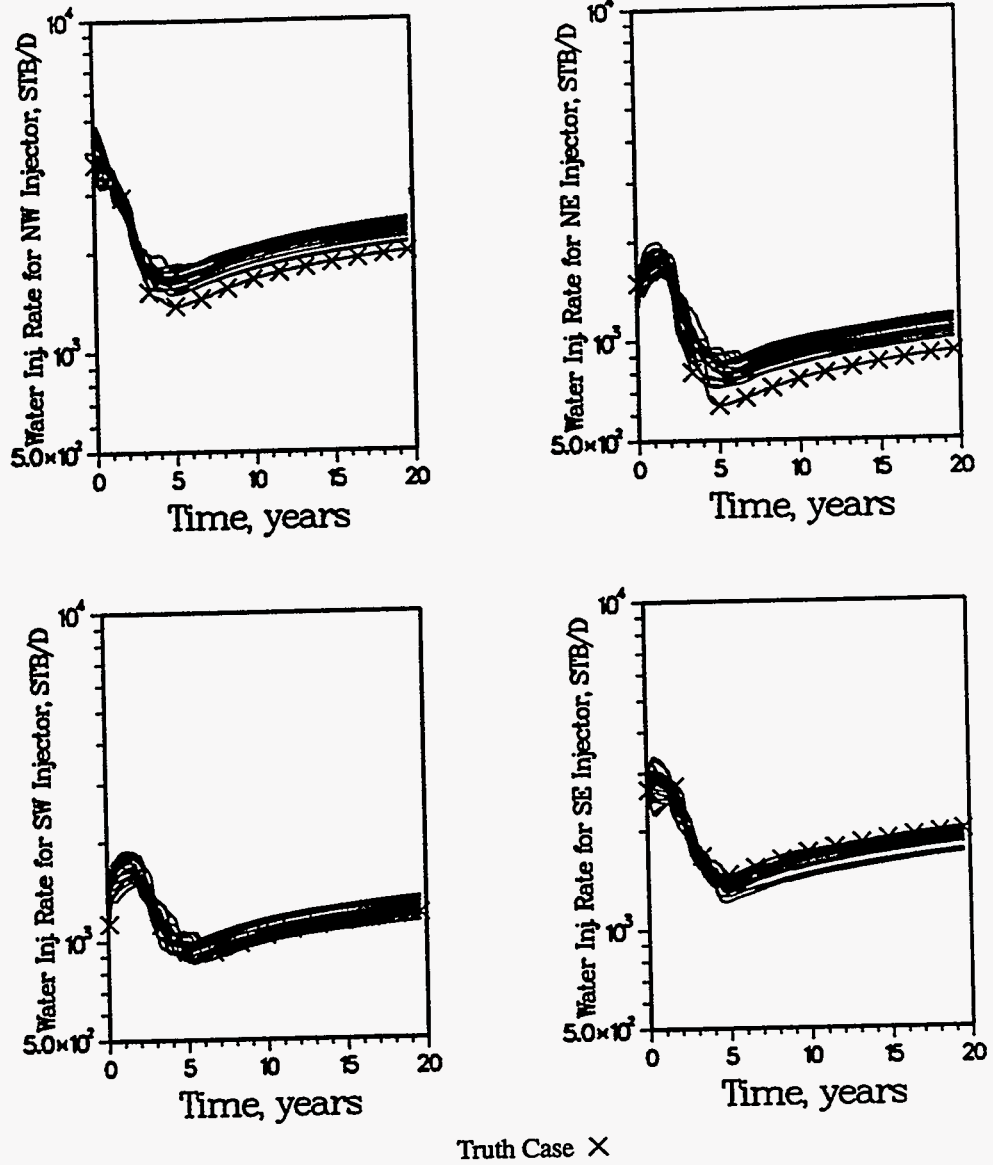 10⁴
Water Inj. Rate for NW Injector, STB/D
10³
5.0×10²
0 5 10 15 20
Time, years
10⁴
Water Inj. Rate for NE Injector, STB/D
10³
5.0×10²
0 5 10 15 20
Time, years
10⁴
Water Inj. Rate for SW Injector, STB/D
10³
5.0×10²
0 5 10 15 20
Time, years
10⁴
Water Inj. Rate for SE Injector, STB/D
10³
5.0×10²
0 5 10 15 20
Time, years
Truth Case ×